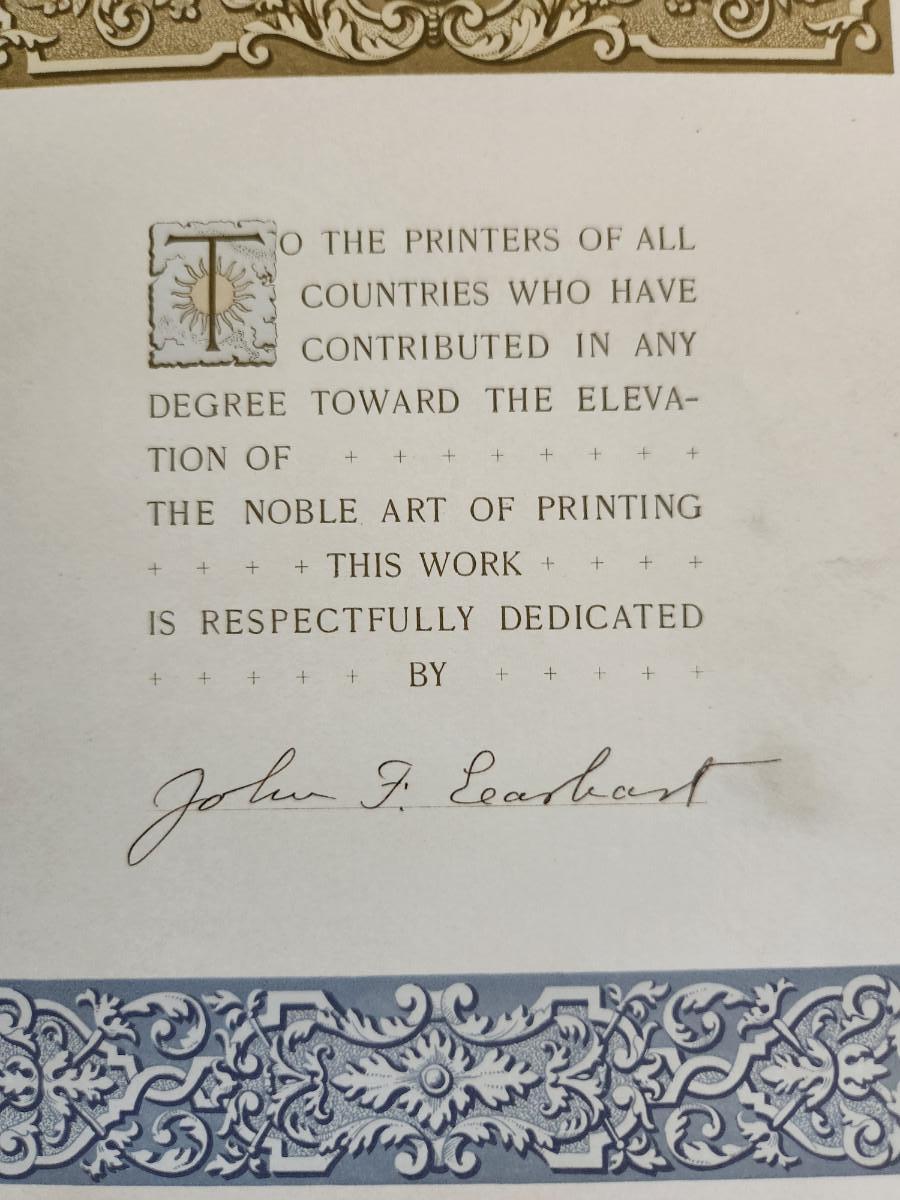 TO THE PRINTERS OF ALL
COUNTRIES WHO HAVE
CONTRIBUTED IN ANY
DEGREE TOWARD THE ELEVA-
TION OF + + + + + + + +
THE NOBLE ART OF PRINTING
+ + + + THIS WORK + + + +
IS RESPECTFULLY DEDICATED
+ + + + + BY + + + + +
John F. Earhart